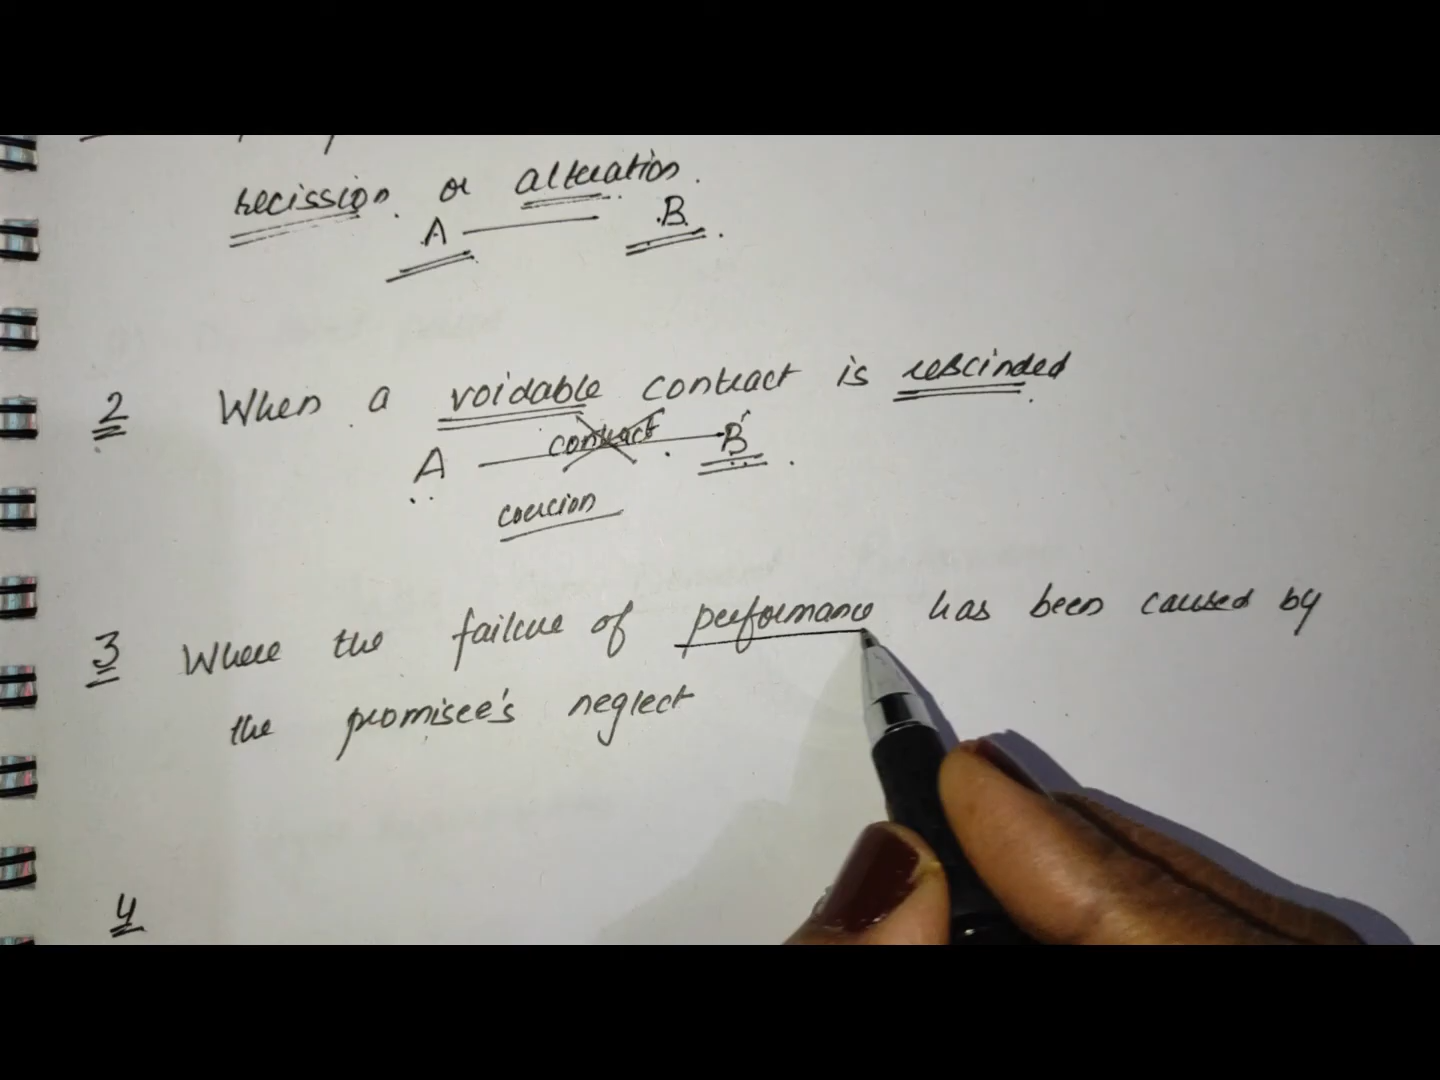 recission or alteration.
A B
2 When a voidable contract is rescinded
A contract B
coercion
3 Where the failure of performance has been caused by
the promisee's neglect
4